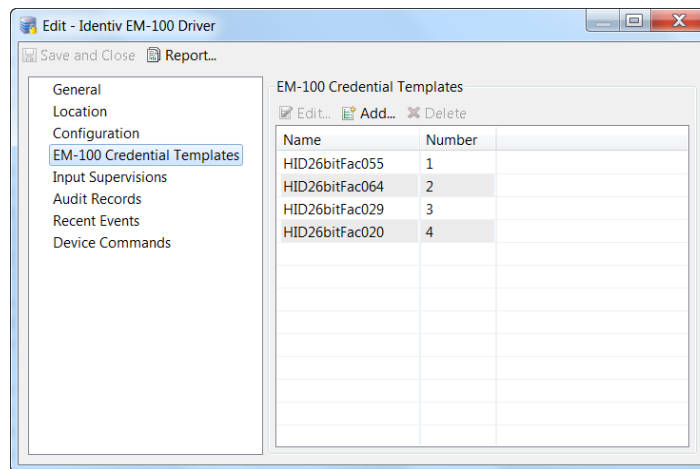 Edit - Identiv EM-100 Driver
Save and Close Report...
General
Location
Configuration
EM-100 Credential Templates
Input Supervisions
Audit Records
Recent Events
Device Commands
EM-100 Credential Templates
Edit... Add... Delete
Name Number
HID26bitFac055 1
HID26bitFac064 2
HID26bitFac029 3
HID26bitFac020 4